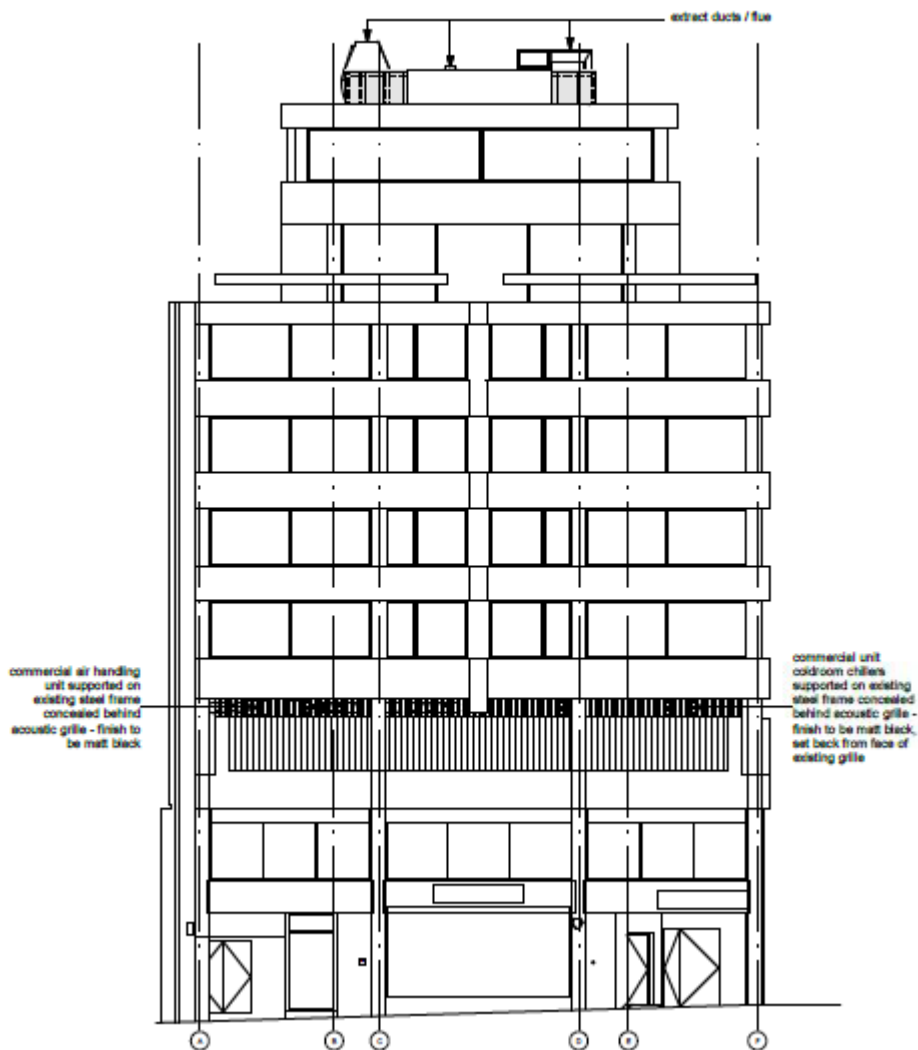 extract ducts / flue
commercial air handling
unit supported on
existing steel frame
concealed behind
acoustic grille - finish to
be matt black
commercial unit
coldroom chillers
supported on existing
steel frame concealed
behind acoustic grille -
finish to be matt black,
set back from face of
existing grille
A B C D E F